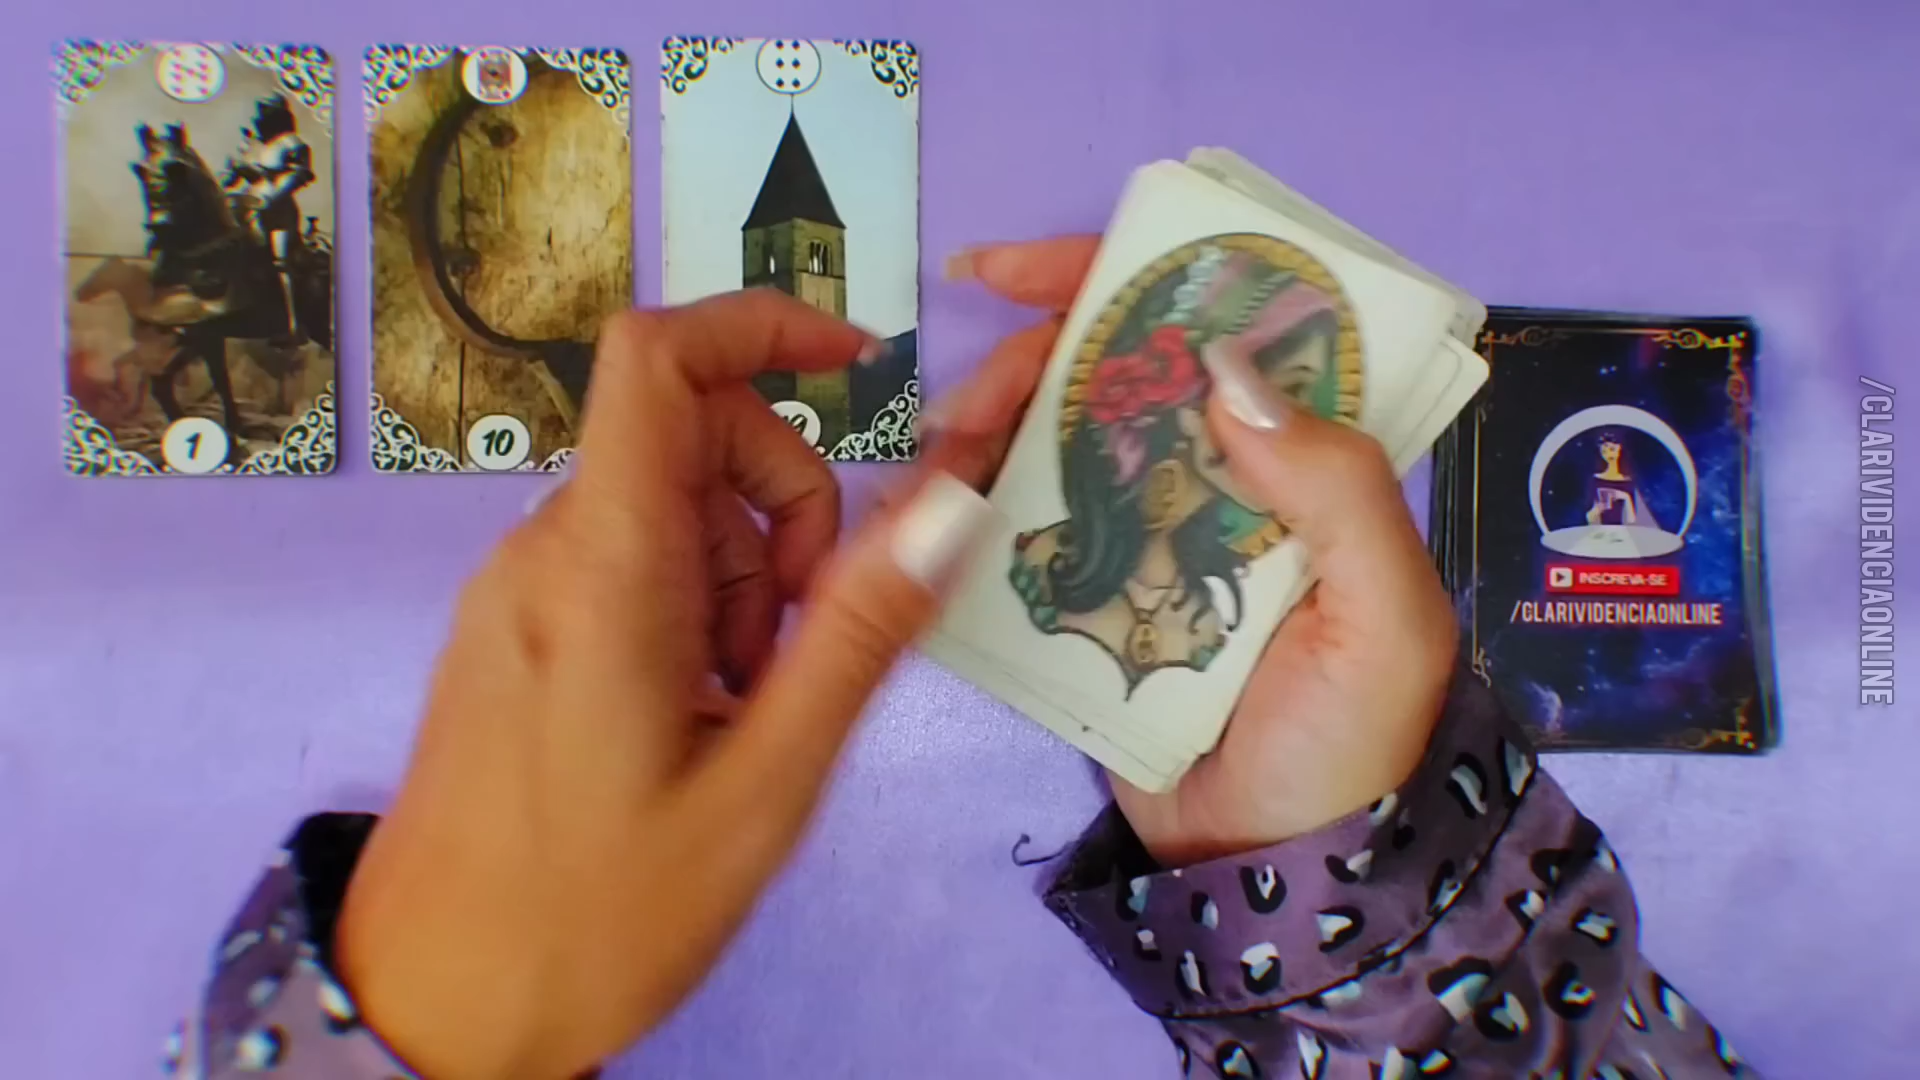 1
10
INSCREVA-SE
/CLARIVIDENCIAONLINE
/CLARIVIDENCIAONLINE